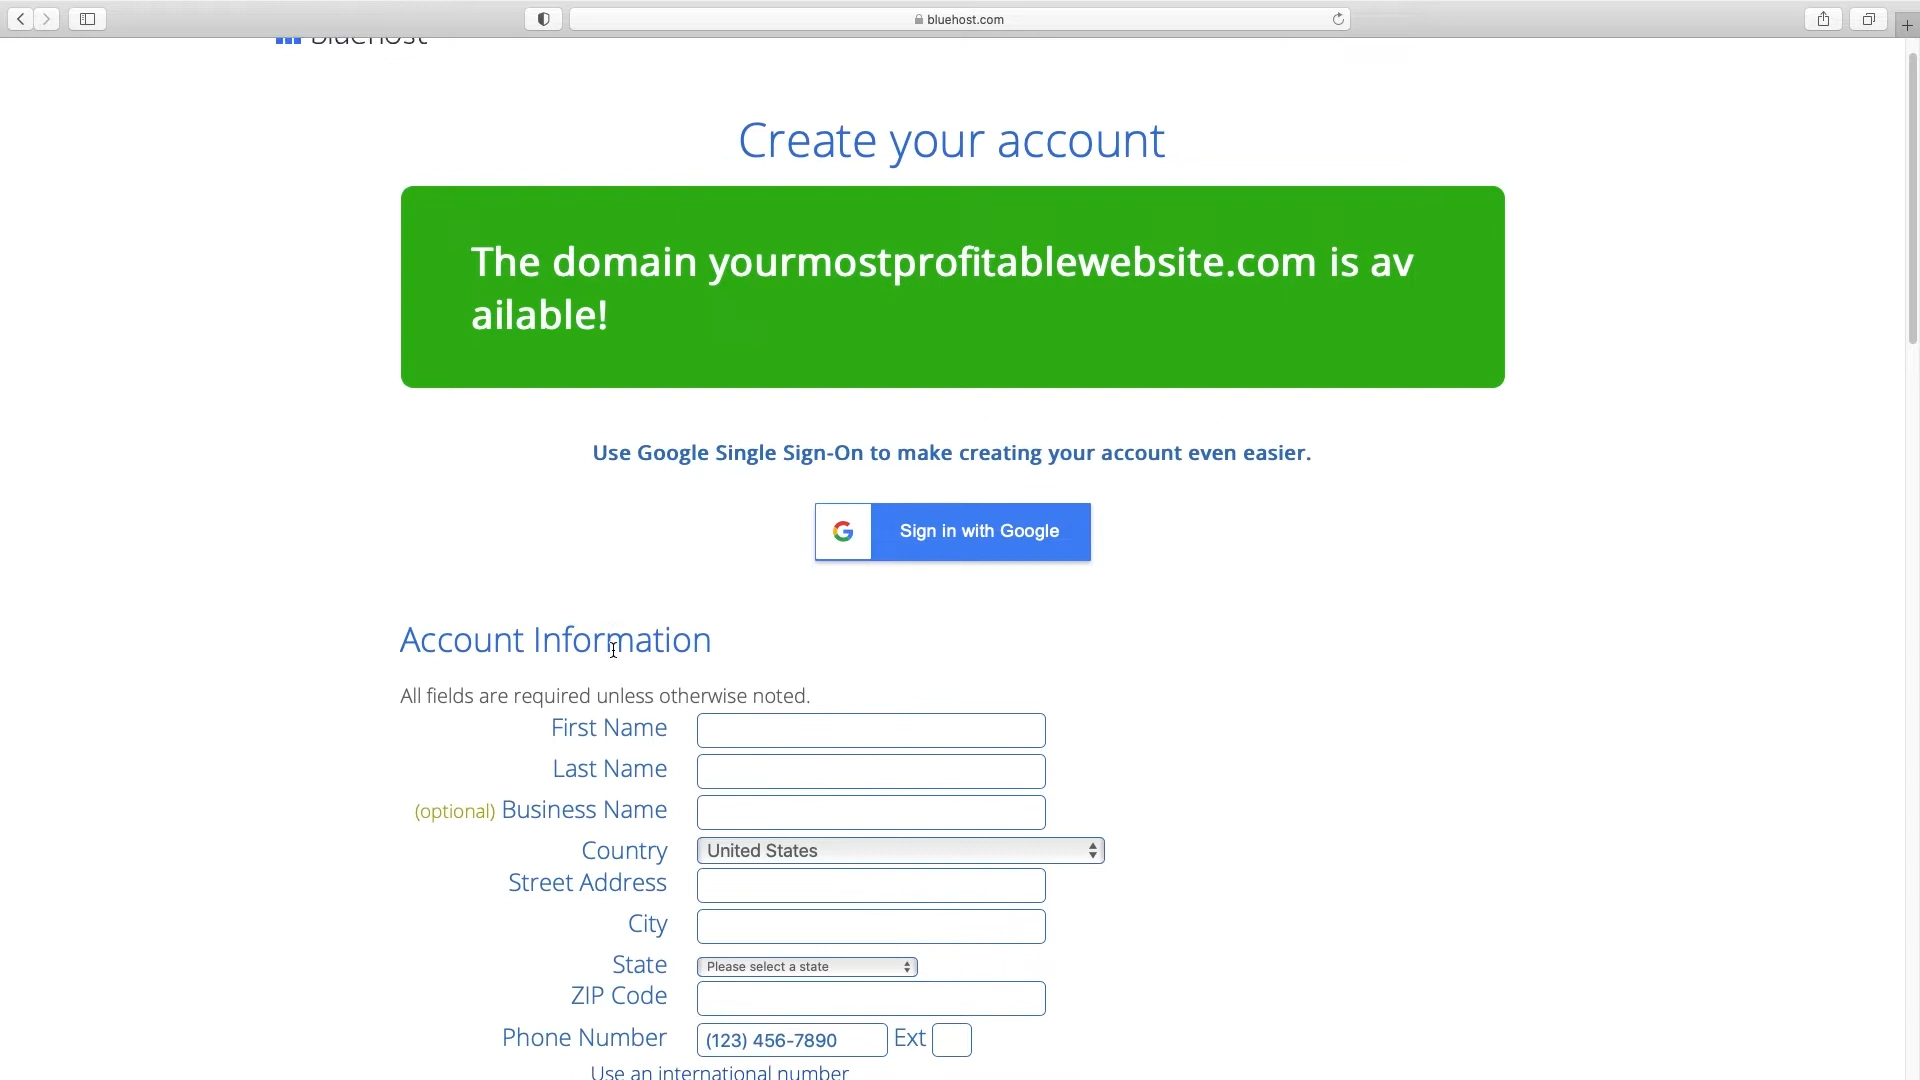 bluehost.com
bluehost
Create your account
The domain yourmostprofitablewebsite.com is av
ailable!
Use Google Single Sign-On to make creating your account even easier.
Sign in with Google
Account Information
All fields are required unless otherwise noted.
First Name
Last Name
(optional) Business Name
Country United States
Street Address
City
State Please select a state
ZIP Code
Phone Number (123) 456-7890 Ext
Use an international number